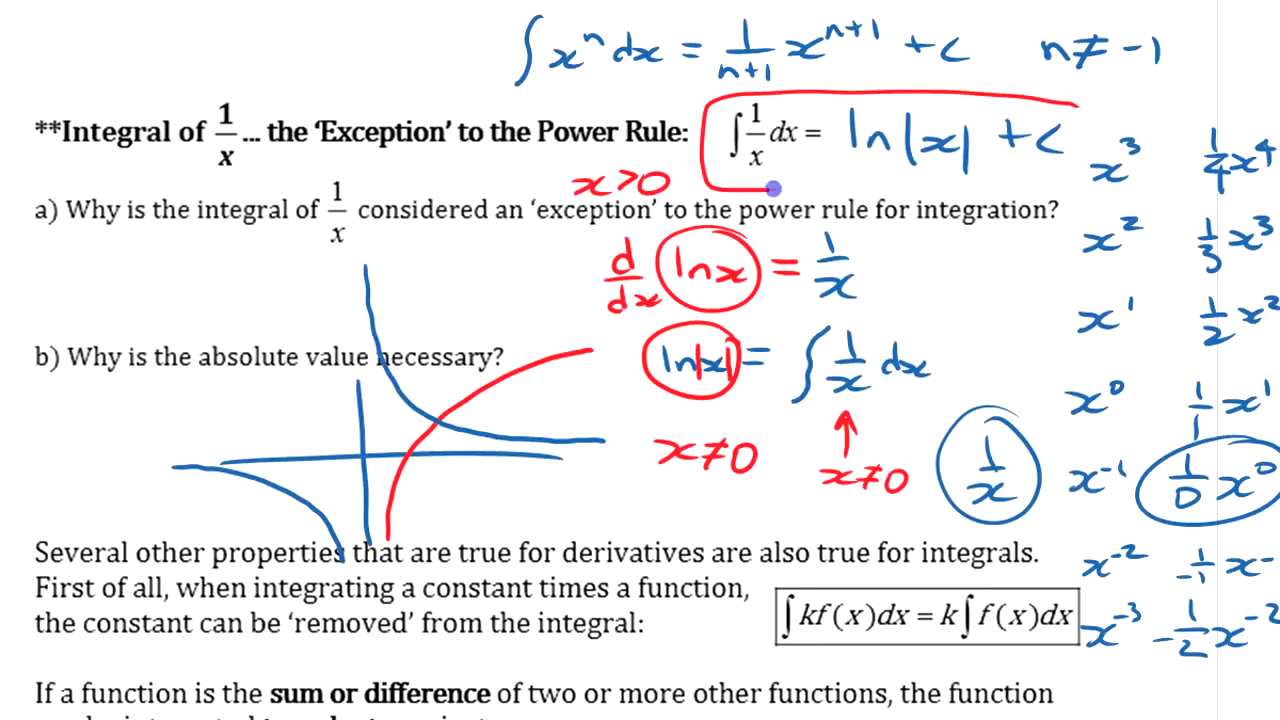 ∫ xⁿ dx = 1/(n+1) xⁿ⁺¹ + C n ≠ -1
**Integral of 1/x ... the ‘Exception’ to the Power Rule: ∫ 1/x dx = ln|x| + C
x³ 1/4 x⁴
x > 0
a) Why is the integral of 1/x considered an ‘exception’ to the power rule for integration?
x² 1/3 x³
d/dx ln x = 1/x
x¹ 1/2 x²
b) Why is the absolute value necessary?
ln|x| = ∫ 1/x dx
x⁰ 1/1 x¹
x ≠ 0 x ≠ 0
1/x x⁻¹ 1/0 x⁰
Several other properties that are true for derivatives are also true for integrals.
x⁻² 1/-1 x⁻
First of all, when integrating a constant times a function,
the constant can be ‘removed’ from the integral: ∫ kf(x)dx = k∫ f(x)dx
x⁻³ -1/2 x⁻²
If a function is the sum or difference of two or more other functions, the function